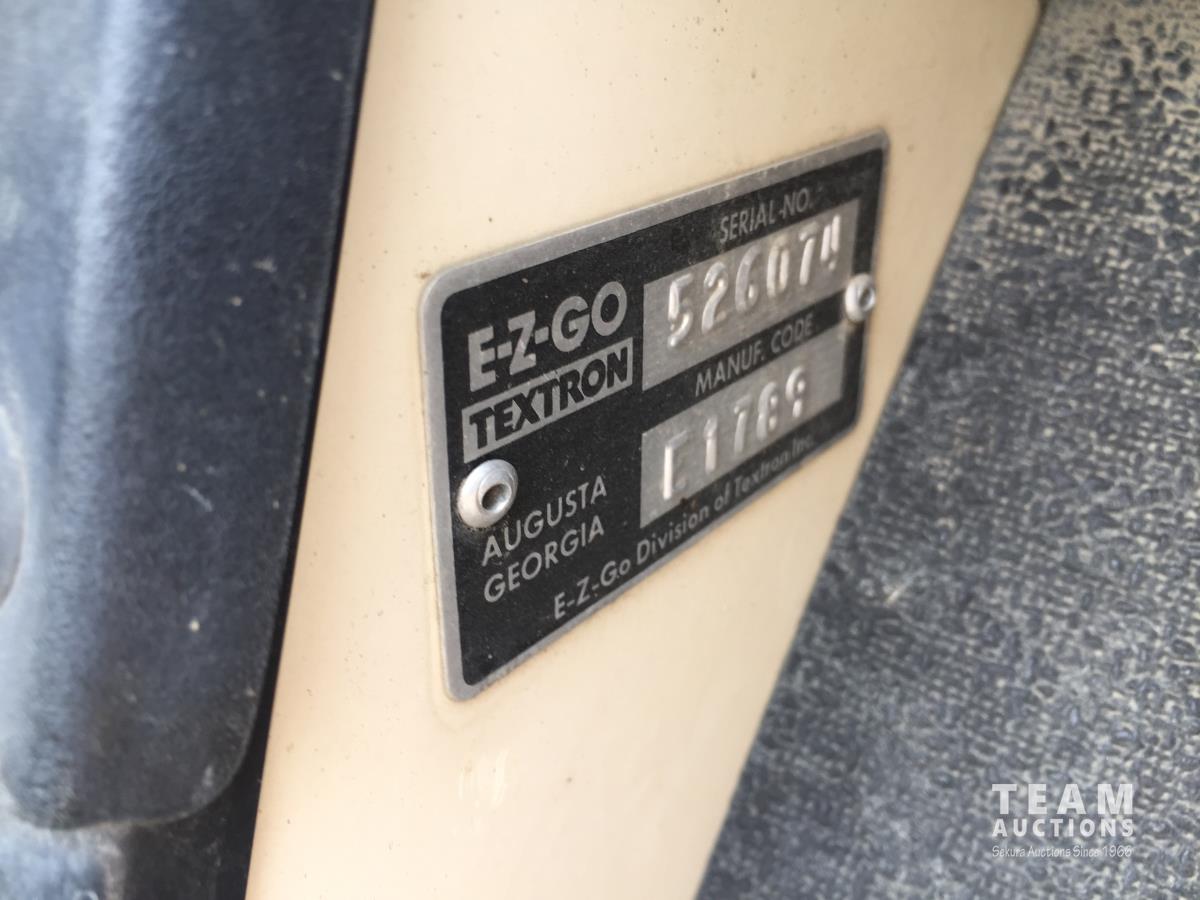 E-Z-GO
TEXTRON
AUGUSTA
GEORGIA
SERIAL NO.
526074
MANUF. CODE
E1789
E-Z-Go Division of Textron Inc.
TEAM
AUCTIONS
Sekura Auctions Since 1966